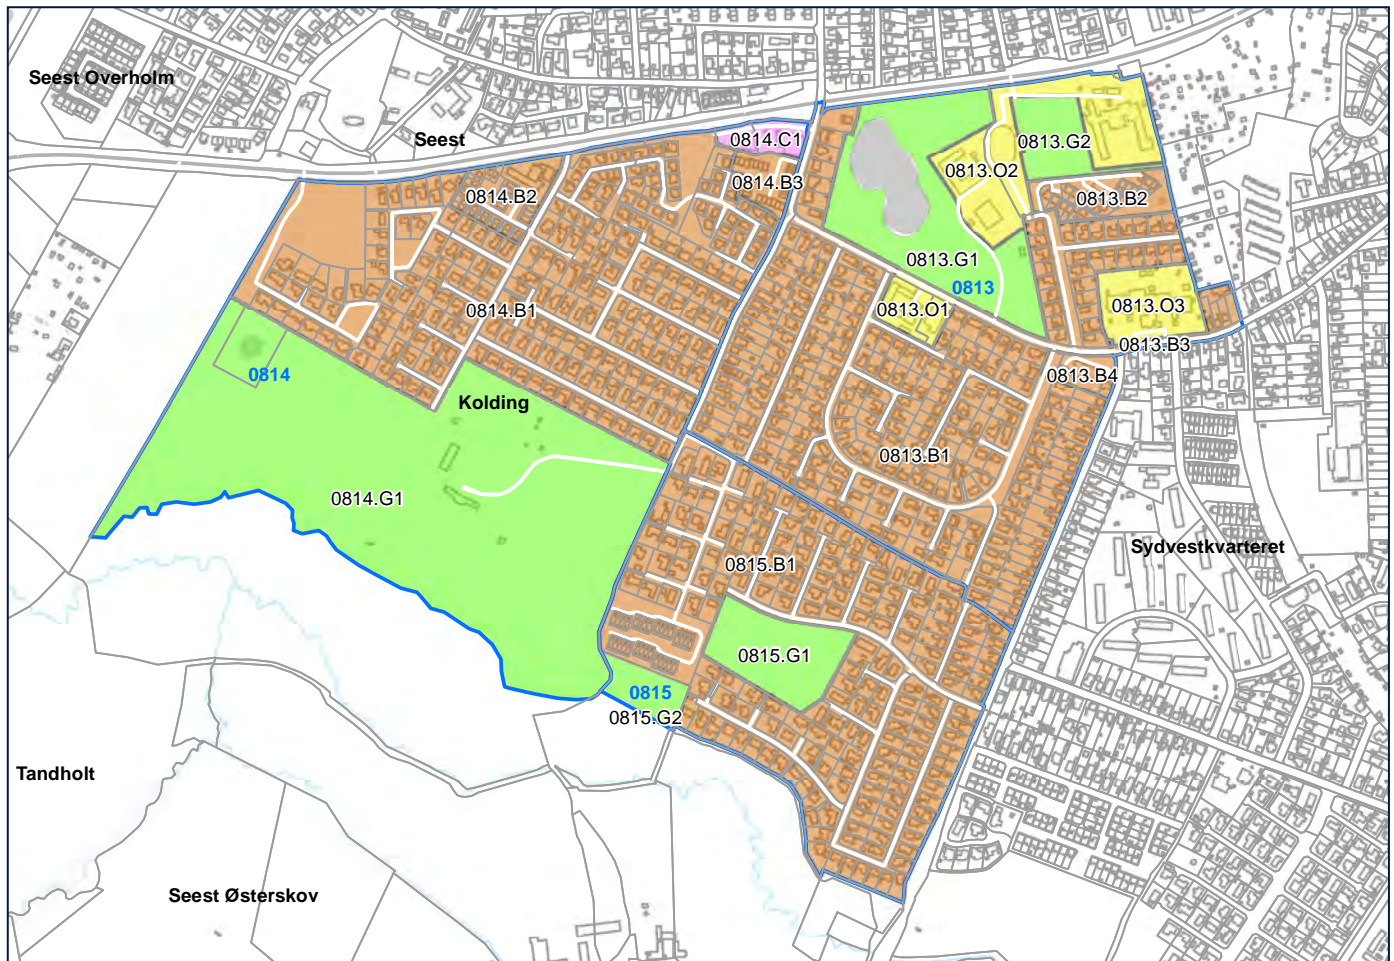 Seest Overholm
Seest
0814.C1
0813.G2
0814.B3
0813.O2
0814.B2
0813.B2
0813.G1
0813
0814.B1
0813.O1
0813.O3
0813.B3
0814
0813.B4
Kolding
0813.B1
0814.G1
Sydvestkvarteret
0815.B1
0815.G1
0815
0815.G2
Tandholt
Seest Østerskov